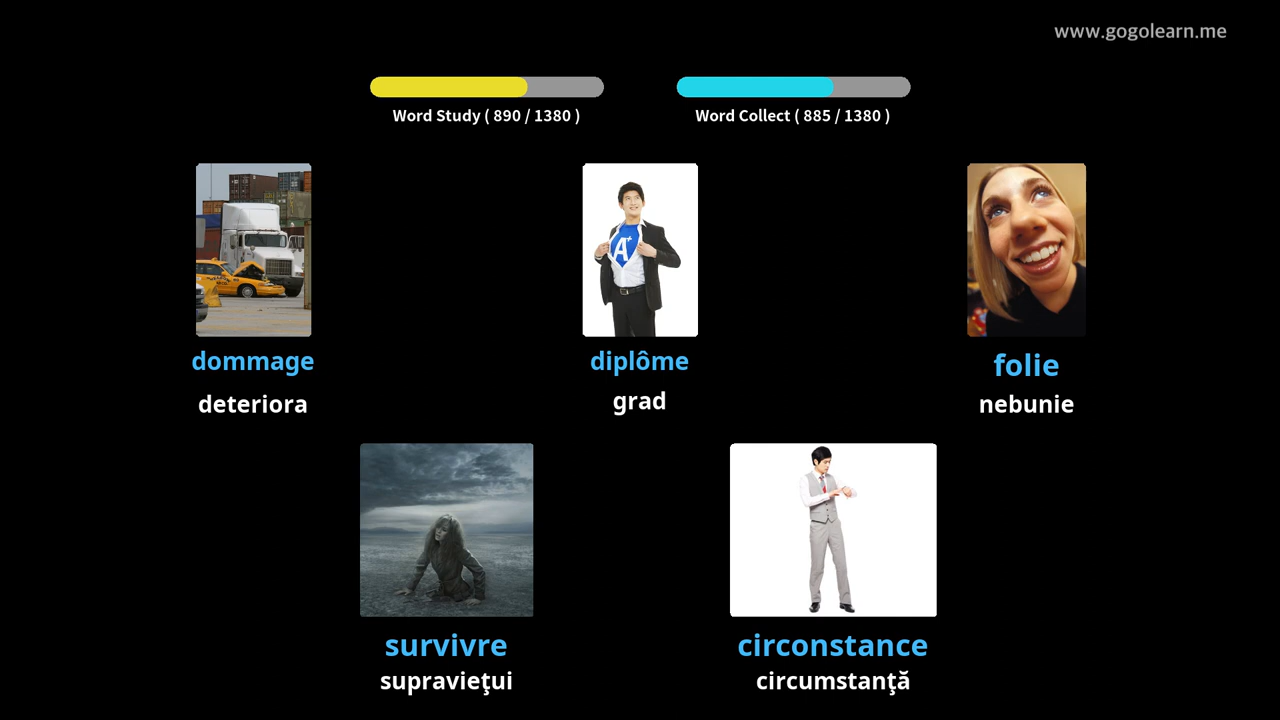 www.gogolearn.me
Word Study ( 890 / 1380 )
Word Collect ( 885 / 1380 )
A+
dommage
diplôme
folie
deteriora
grad
nebunie
survivre
circonstance
supravieţui
circumstanţă